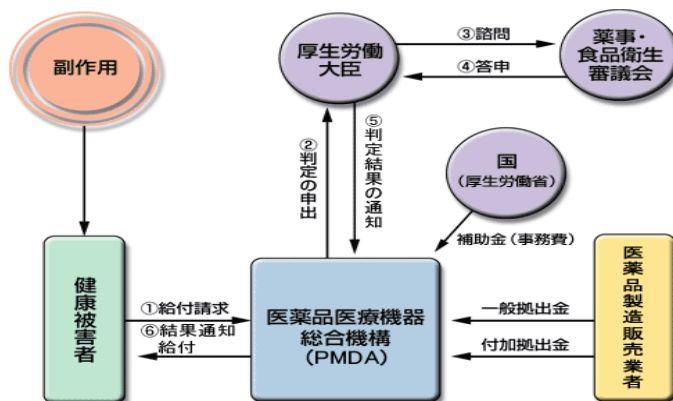 副作用
厚生労働
大臣
③諮問
④答申
薬事・
食品衛生
審議会
②判定の申出
⑤判定結果の通知
国
(厚生労働省)
補助金(事務費)
健康被害者
①給付請求
⑥結果通知
給付
医薬品医療機器
総合機構
(PMDA)
一般拠出金
付加拠出金
医薬品製造販売業者